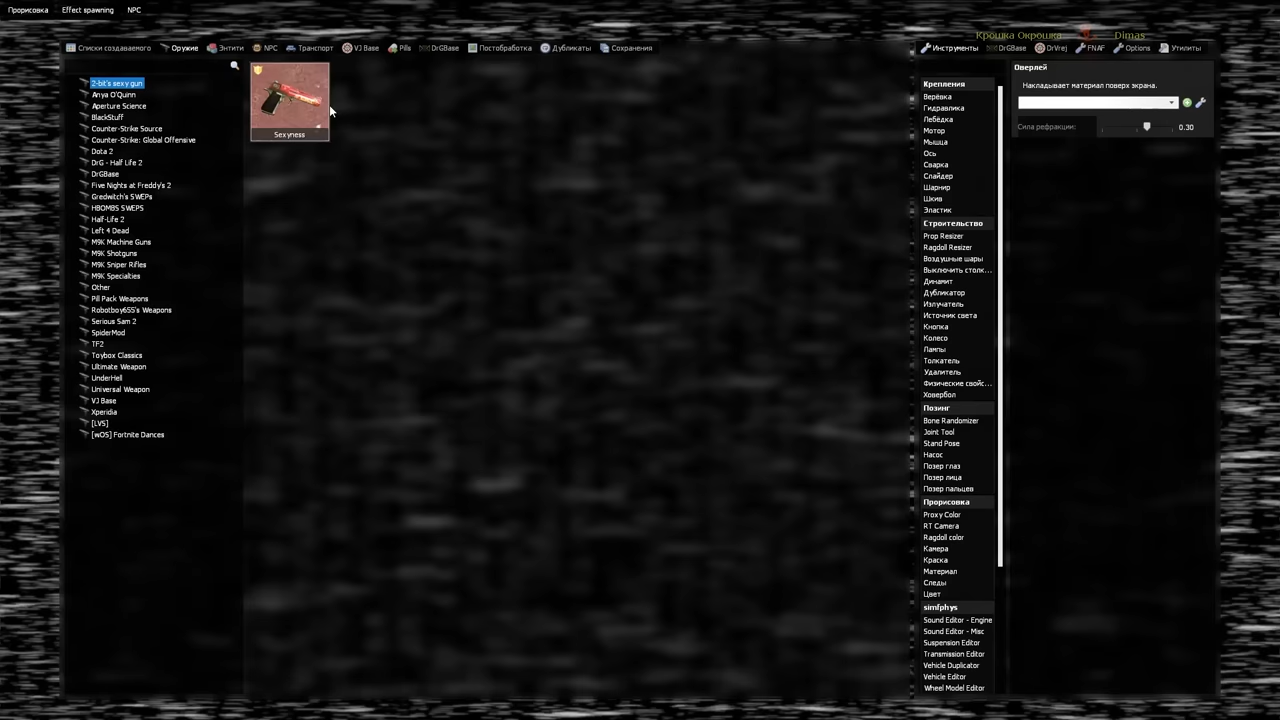 Прорисовка Effect spawning NPC
Крошка Окрошка Dimas
Списки создаваемого Оружие Энтити NPC Транспорт VJ Base Pills DrGBase Постобработка Дубликаты Сохранения
Инструменты DrGBase DrVrej FNAF Options Утилиты
2-bit's sexy gun
Anya O'Quinn
Aperture Science
BlackStuff
Counter-Strike Source
Counter-Strike: Global Offensive
Dota 2
DrG - Half Life 2
DrGBase
Five Nights at Freddy's 2
Gredwitch's SWEPs
HBOMBS SWEPS
Half-Life 2
Left 4 Dead
M9K Machine Guns
M9K Shotguns
M9K Sniper Rifles
M9K Specialties
Other
Pill Pack Weapons
Robotboy655's Weapons
Serious Sam 2
SpiderMod
TF2
Toybox Classics
Ultimate Weapon
UnderHell
Universal Weapon
VJ Base
Xperidia
[LVS]
[wOS] Fortnite Dances
Sexyness
Крепления
Верёвка
Гидравлика
Лебёдка
Мотор
Мышца
Ось
Сварка
Слайдер
Шарнир
Шкив
Эластик
Строительство
Prop Resizer
Ragdoll Resizer
Воздушные шары
Выключить столк...
Динамит
Дубликатор
Излучатель
Источник света
Кнопка
Колесо
Лампы
Толкатель
Удалитель
Физические свойс...
Ховербол
Позинг
Bone Randomizer
Joint Tool
Stand Pose
Насос
Позер глаз
Позер лица
Позер пальцев
Прорисовка
Proxy Color
RT Camera
Ragdoll color
Камера
Краска
Материал
Следы
Цвет
simfphys
Sound Editor - Engine
Sound Editor - Misc
Suspension Editor
Transmission Editor
Vehicle Duplicator
Vehicle Editor
Wheel Model Editor
Оверлей
Накладывает материал поверх экрана.
Сила рефракции: 0.30